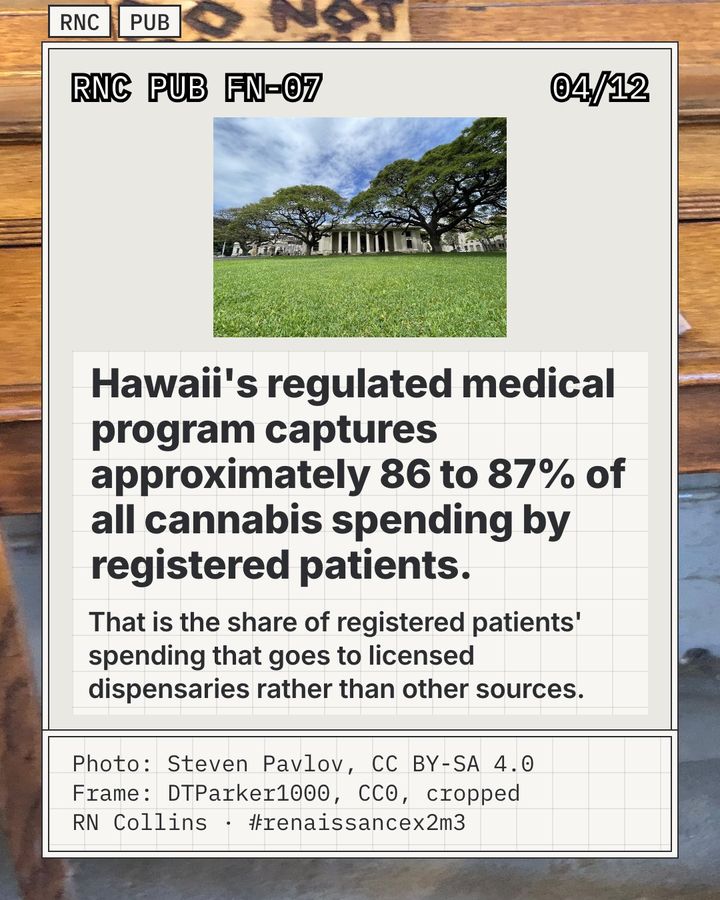 RNC PUB
DO NOT
RNC PUB FN-07 04/12
Hawaii's regulated medical
program captures
approximately 86 to 87% of
all cannabis spending by
registered patients.
That is the share of registered patients'
spending that goes to licensed
dispensaries rather than other sources.
Photo: Steven Pavlov, CC BY-SA 4.0
Frame: DTParker1000, CC0, cropped
RN Collins · #renaissancex2m3